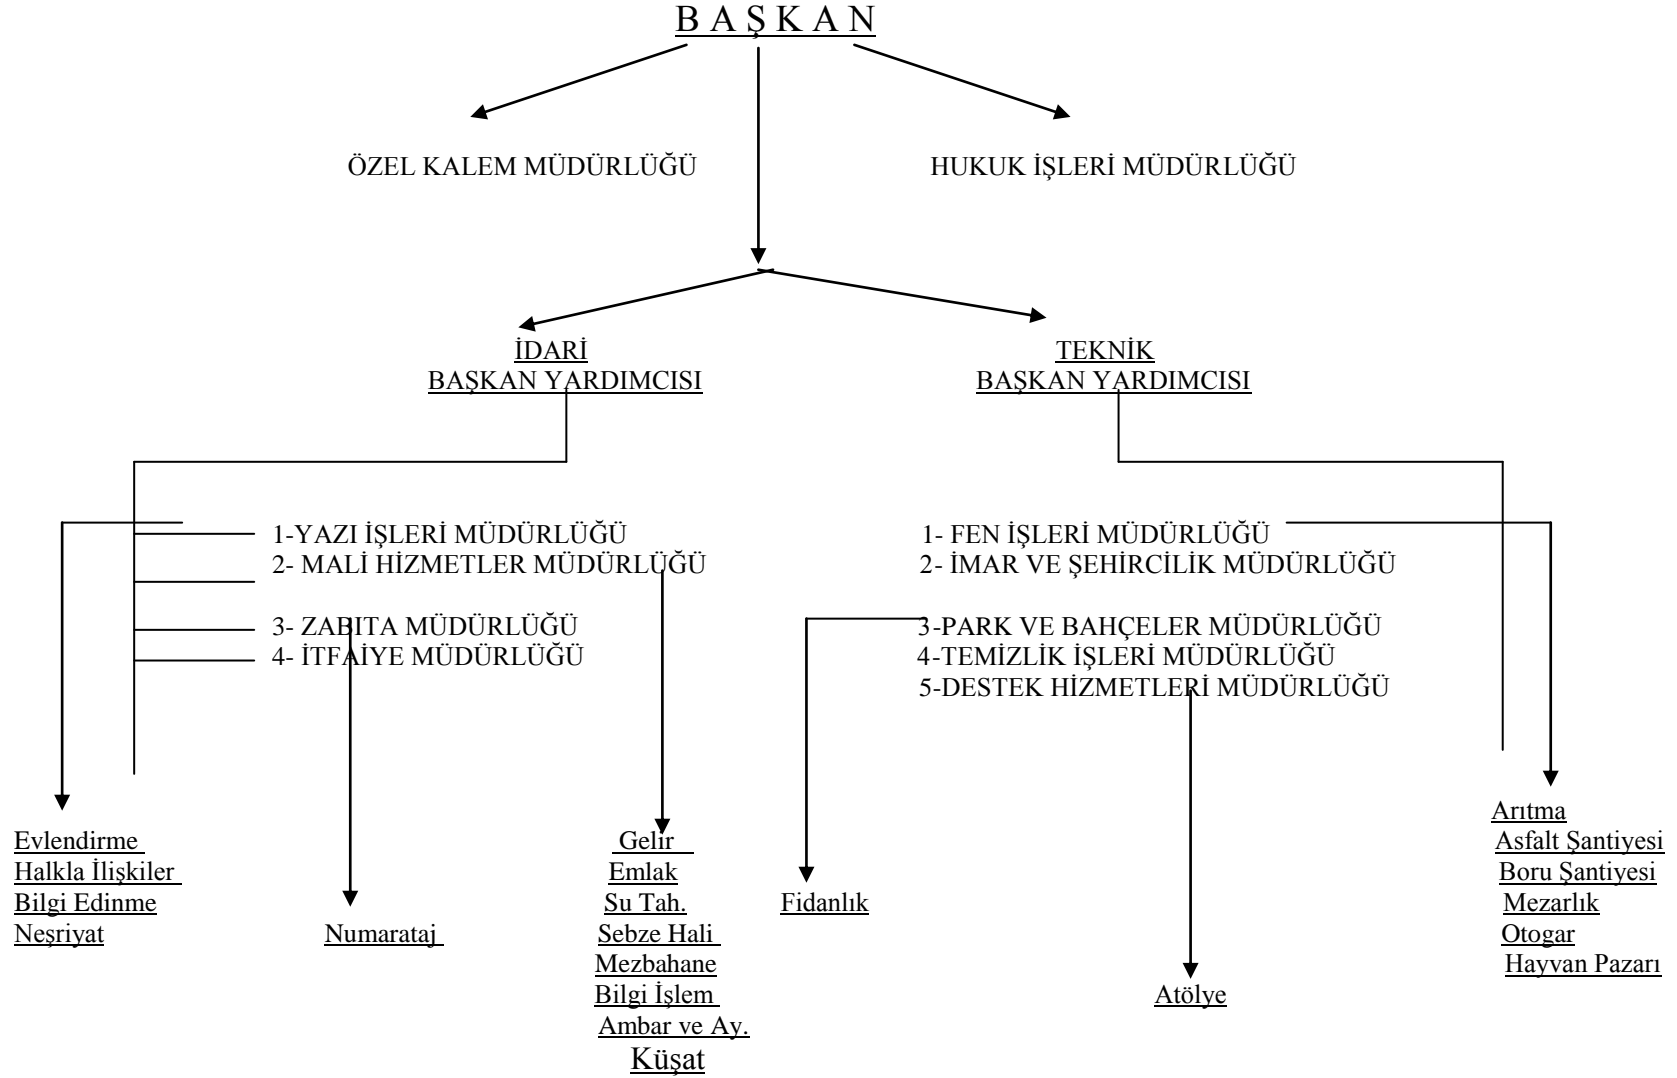 B A Ş K A N
ÖZEL KALEM MÜDÜRLÜĞÜ
HUKUK İŞLERİ MÜDÜRLÜĞÜ
İDARİ
BAŞKAN YARDIMCISI
TEKNİK
BAŞKAN YARDIMCISI
1-YAZI İŞLERİ MÜDÜRLÜĞÜ
2- MALİ HİZMETLER MÜDÜRLÜĞÜ
3- ZABITA MÜDÜRLÜĞÜ
4- İTFAİYE MÜDÜRLÜĞÜ
1- FEN İŞLERİ MÜDÜRLÜĞÜ
2- İMAR VE ŞEHİRCİLİK MÜDÜRLÜĞÜ
3-PARK VE BAHÇELER MÜDÜRLÜĞÜ
4-TEMİZLİK İŞLERİ MÜDÜRLÜĞÜ
5-DESTEK HİZMETLERİ MÜDÜRLÜĞÜ
Evlendirme
Halkla İlişkiler
Bilgi Edinme
Neşriyat
Numarataj
Gelir
Emlak
Su Tah.
Sebze Hali
Mezbahane
Bilgi İşlem
Ambar ve Ay.
Küşat
Fidanlık
Atölye
Arıtma
Asfalt Şantiyesi
Boru Şantiyesi
Mezarlık
Otogar
Hayvan Pazarı